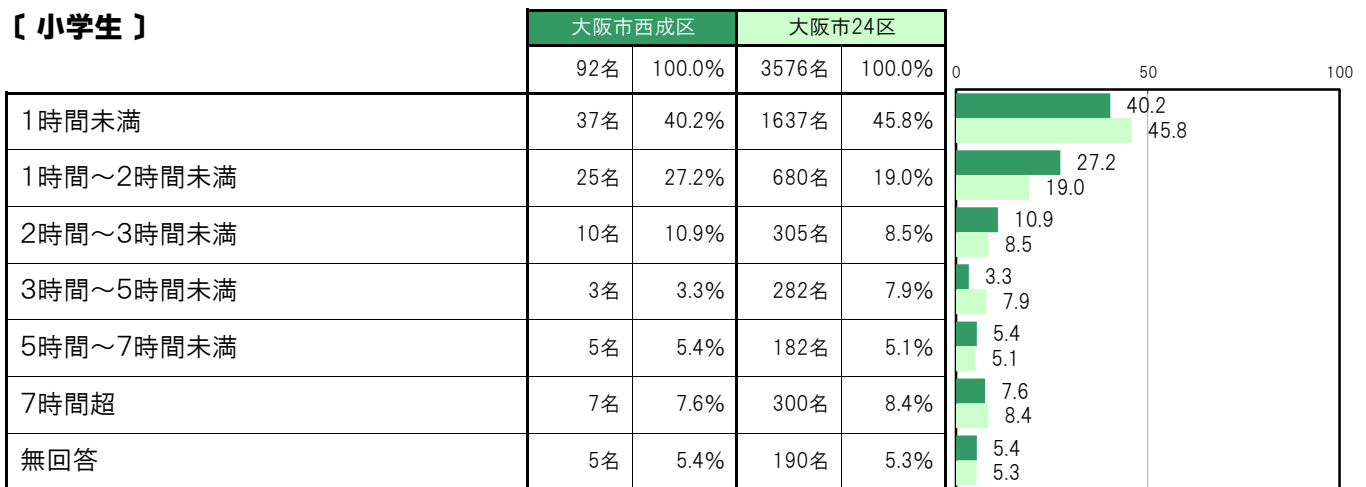 〔 小学生 〕
大阪市西成区 大阪市24区
92名 100.0% 3576名 100.0%
0 50 100
1時間未満 37名 40.2% 1637名 45.8% 40.2
45.8
1時間～2時間未満 25名 27.2% 680名 19.0% 27.2
19.0
2時間～3時間未満 10名 10.9% 305名 8.5% 10.9
8.5
3時間～5時間未満 3名 3.3% 282名 7.9% 3.3
7.9
5時間～7時間未満 5名 5.4% 182名 5.1% 5.4
5.1
7時間超 7名 7.6% 300名 8.4% 7.6
8.4
無回答 5名 5.4% 190名 5.3% 5.4
5.3